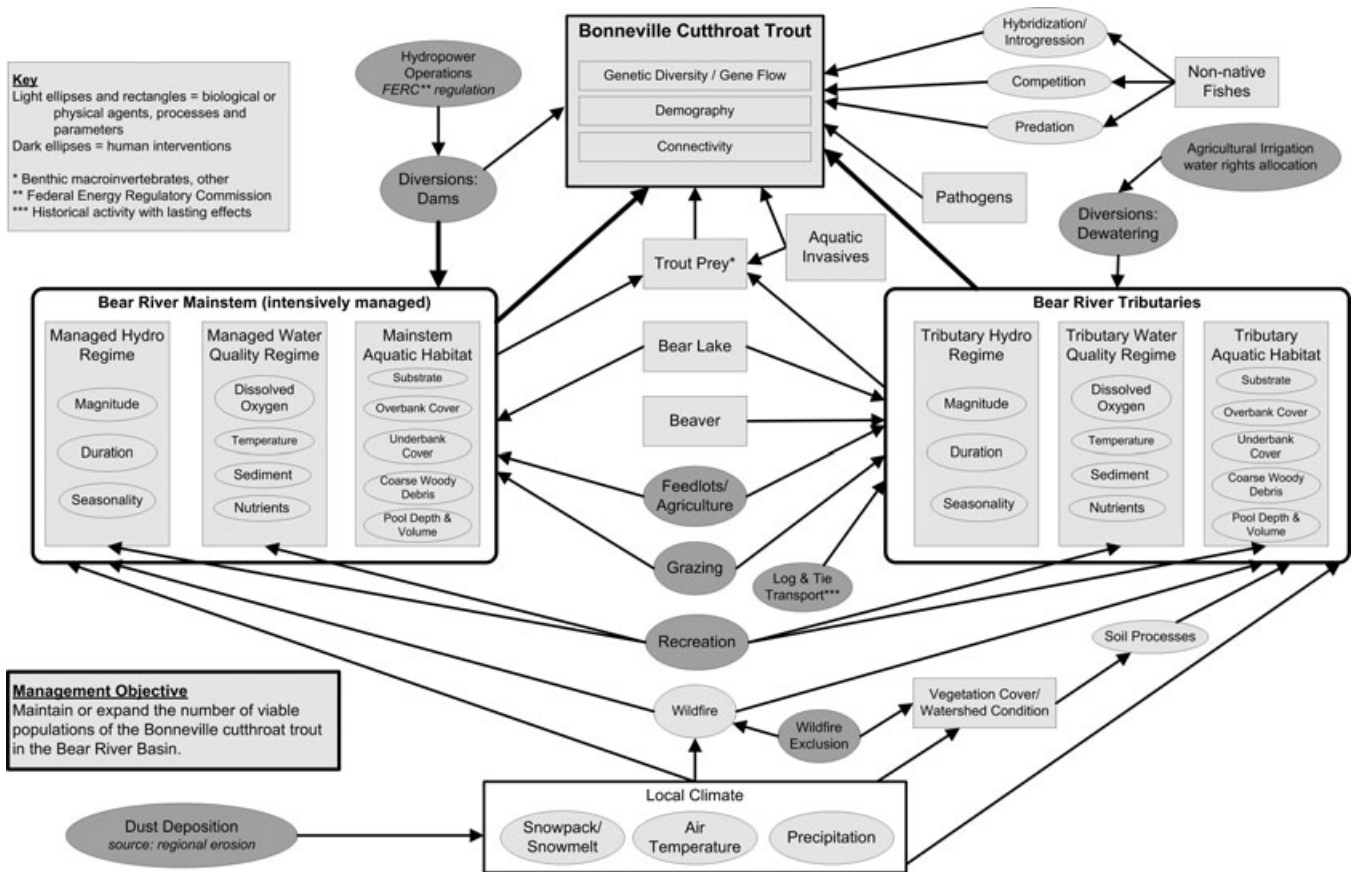 Bonneville Cutthroat Trout
Genetic Diversity / Gene Flow
Demography
Connectivity
Hydropower
Operations
FERC** regulation
Diversions:
Dams
Key
Light ellipses and rectangles = biological or
physical agents, processes and
parameters
Dark ellipses = human interventions
* Benthic macroinvertebrates, other
** Federal Energy Regulatory Commission
*** Historical activity with lasting effects
Hybridization/
Introgression
Competition
Predation
Non-native
Fishes
Agricultural Irrigation
water rights allocation
Pathogens
Diversions:
Dewatering
Aquatic
Invasives
Trout Prey*
Bear River Mainstem (intensively managed)
Managed Hydro
Regime
Magnitude
Duration
Seasonality
Managed Water
Quality Regime
Dissolved
Oxygen
Temperature
Sediment
Nutrients
Mainstem
Aquatic Habitat
Substrate
Overbank Cover
Underbank
Cover
Coarse Woody
Debris
Pool Depth &
Volume
Bear Lake
Beaver
Feedlots/
Agriculture
Grazing
Log & Tie
Transport***
Recreation
Bear River Tributaries
Tributary Hydro
Regime
Magnitude
Duration
Seasonality
Tributary Water
Quality Regime
Dissolved
Oxygen
Temperature
Sediment
Nutrients
Tributary
Aquatic Habitat
Substrate
Overbank Cover
Underbank
Cover
Coarse Woody
Debris
Pool Depth &
Volume
Soil Processes
Management Objective
Maintain or expand the number of viable
populations of the Bonneville cutthroat trout
in the Bear River Basin.
Wildfire
Wildfire
Exclusion
Vegetation Cover/
Watershed Condition
Local Climate
Snowpack/
Snowmelt
Air
Temperature
Precipitation
Dust Deposition
source: regional erosion